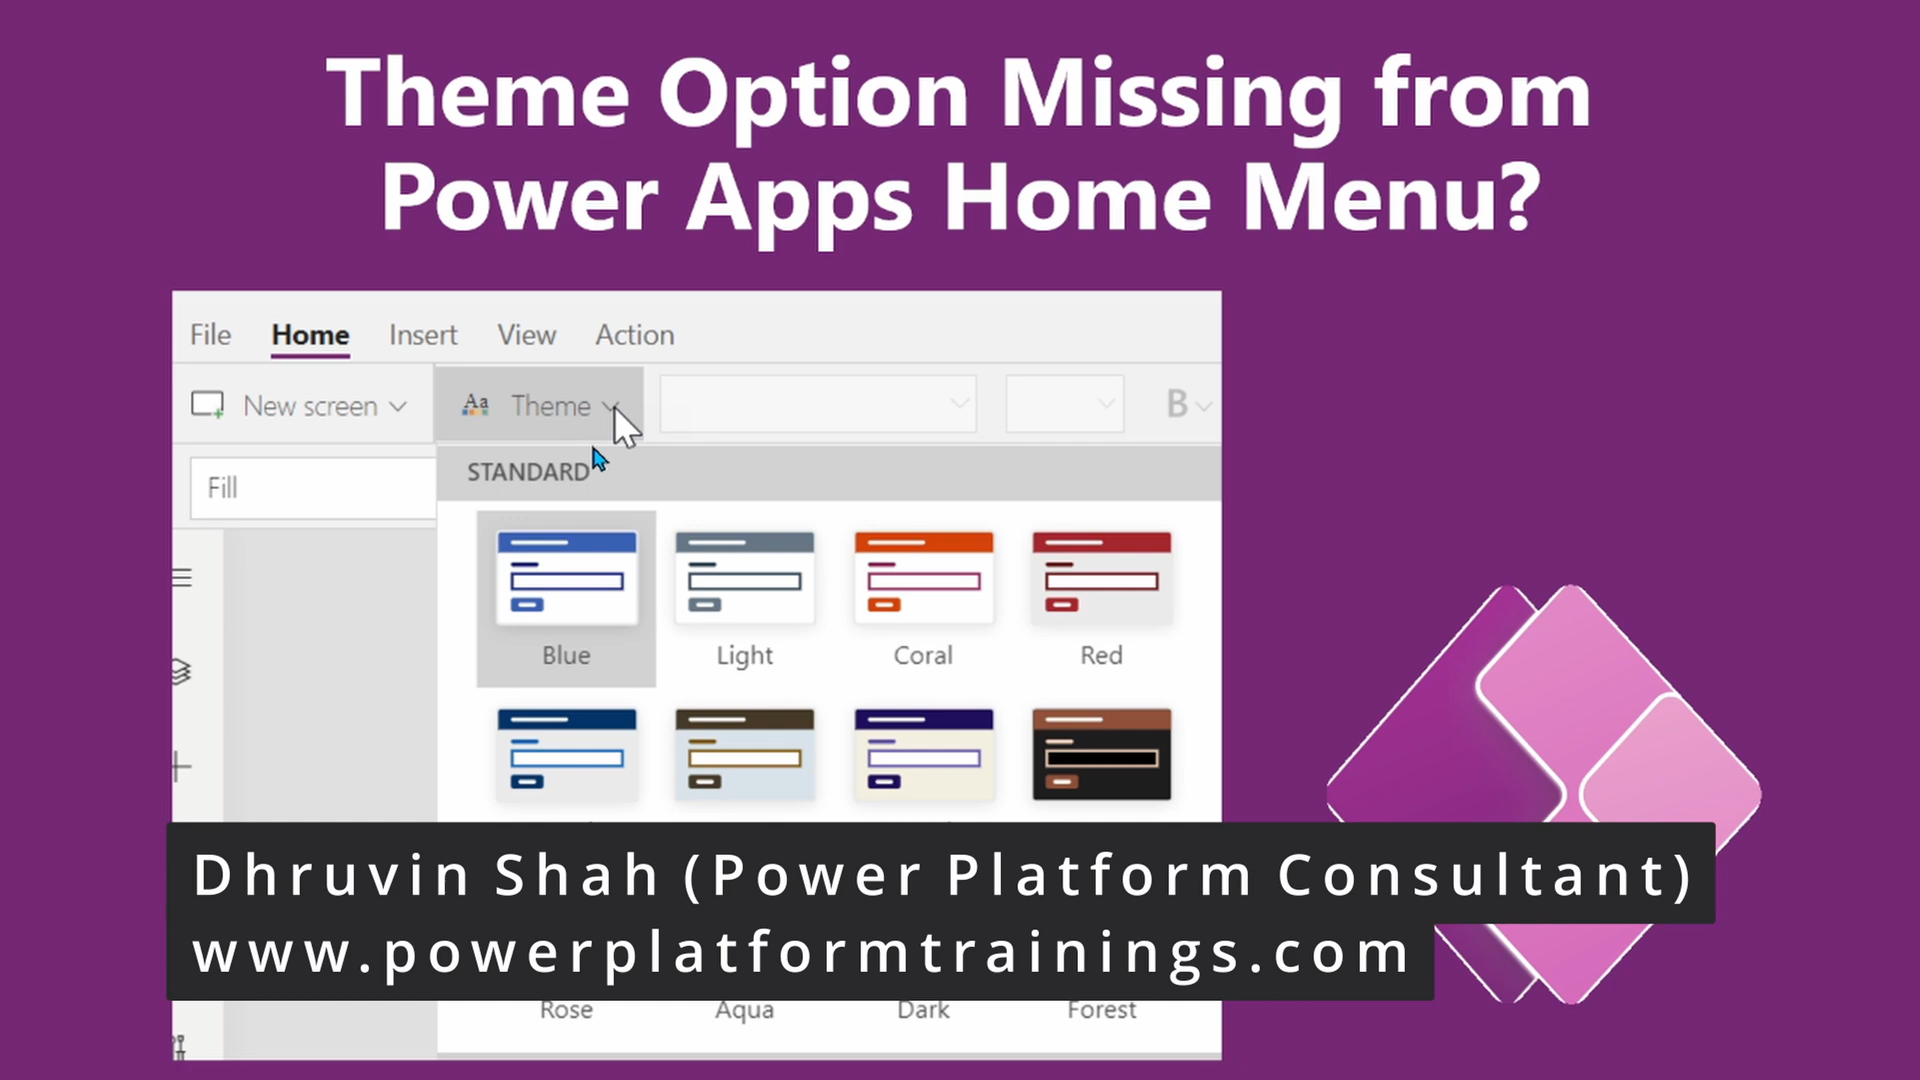 Theme Option Missing from
Power Apps Home Menu?
File Home Insert View Action
New screen Aa Theme B
STANDARD
Fill
Blue Light Coral Red
Dhruvin Shah (Power Platform Consultant)
www.powerplatformtrainings.com
Rose Aqua Dark Forest